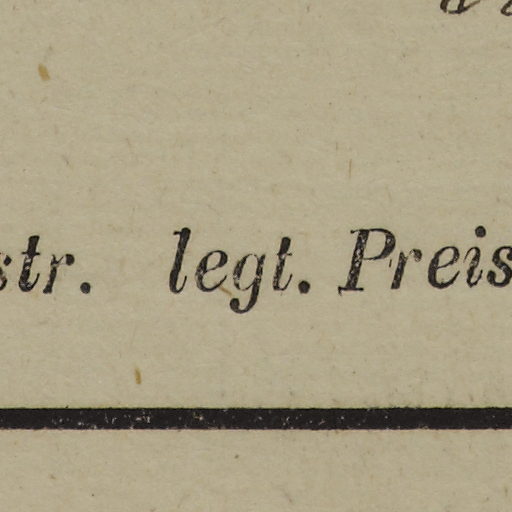 str. legt. Preis